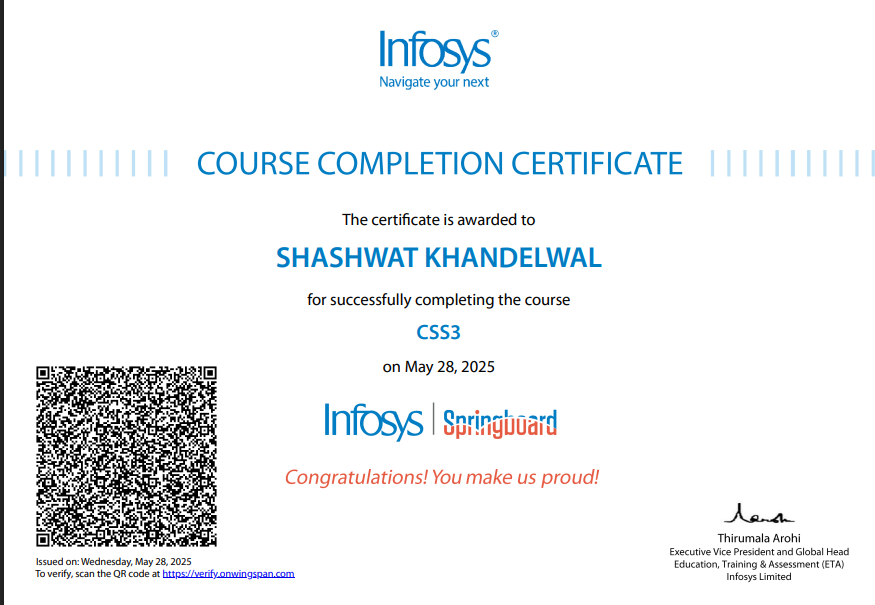 Infosys®
Navigate your next
COURSE COMPLETION CERTIFICATE
The certificate is awarded to
SHASHWAT KHANDELWAL
for successfully completing the course
CSS3
on May 28, 2025
Infosys | Springboard
Congratulations! You make us proud!
Issued on: Wednesday, May 28, 2025
To verify, scan the QR code at https://verify.onwingspan.com
Thirumala Arohi
Executive Vice President and Global Head
Education, Training & Assessment (ETA)
Infosys Limited